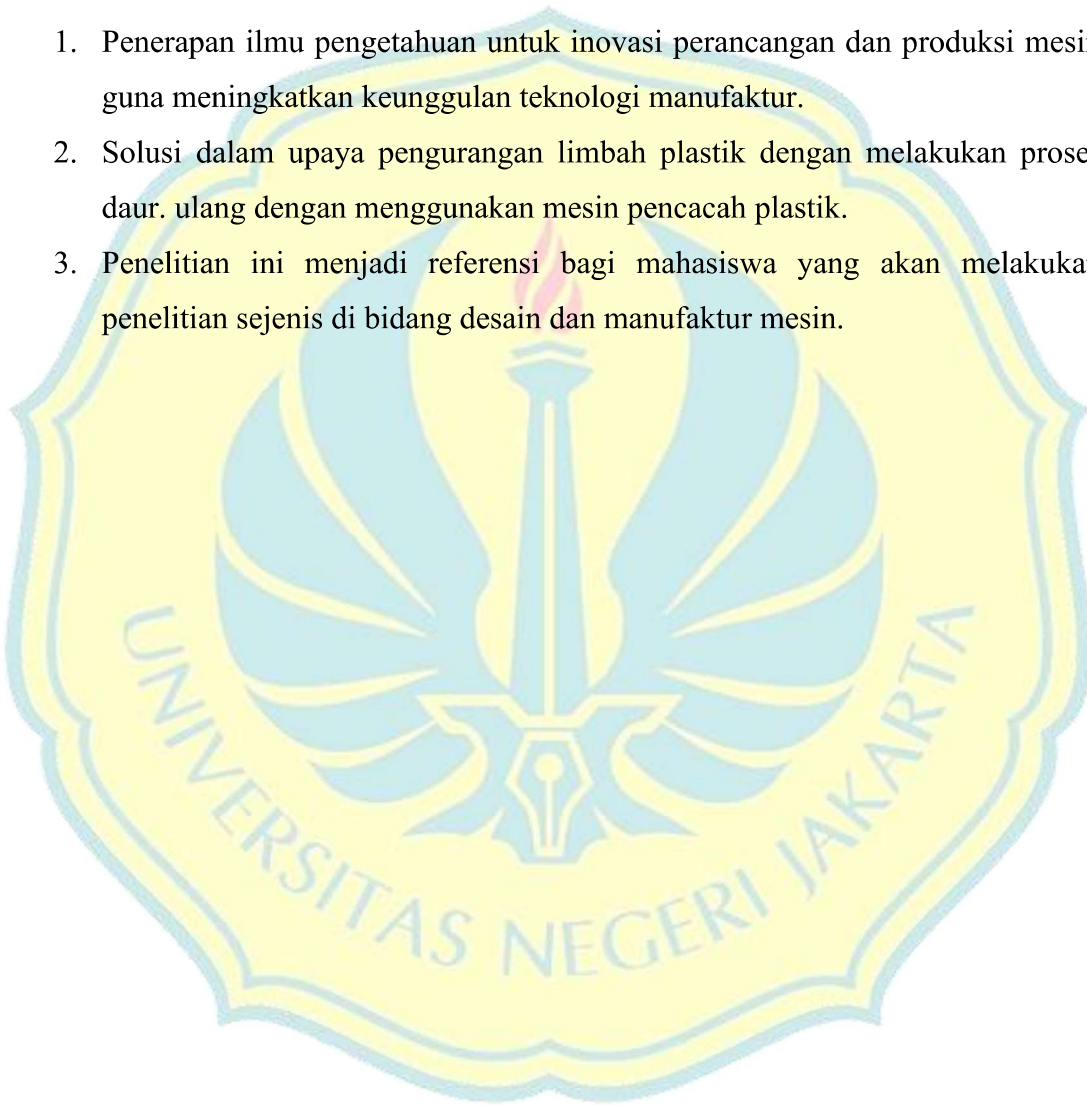 1. Penerapan ilmu pengetahuan untuk inovasi perancangan dan produksi mesi
guna meningkatkan keunggulan teknologi manufaktur.
2. Solusi dalam upaya pengurangan limbah plastik dengan melakukan prose
daur. ulang dengan menggunakan mesin pencacah plastik.
3. Penelitian ini menjadi referensi bagi mahasiswa yang akan melakuka
penelitian sejenis di bidang desain dan manufaktur mesin.
UNIVERSITAS NEGERI JAKARTA